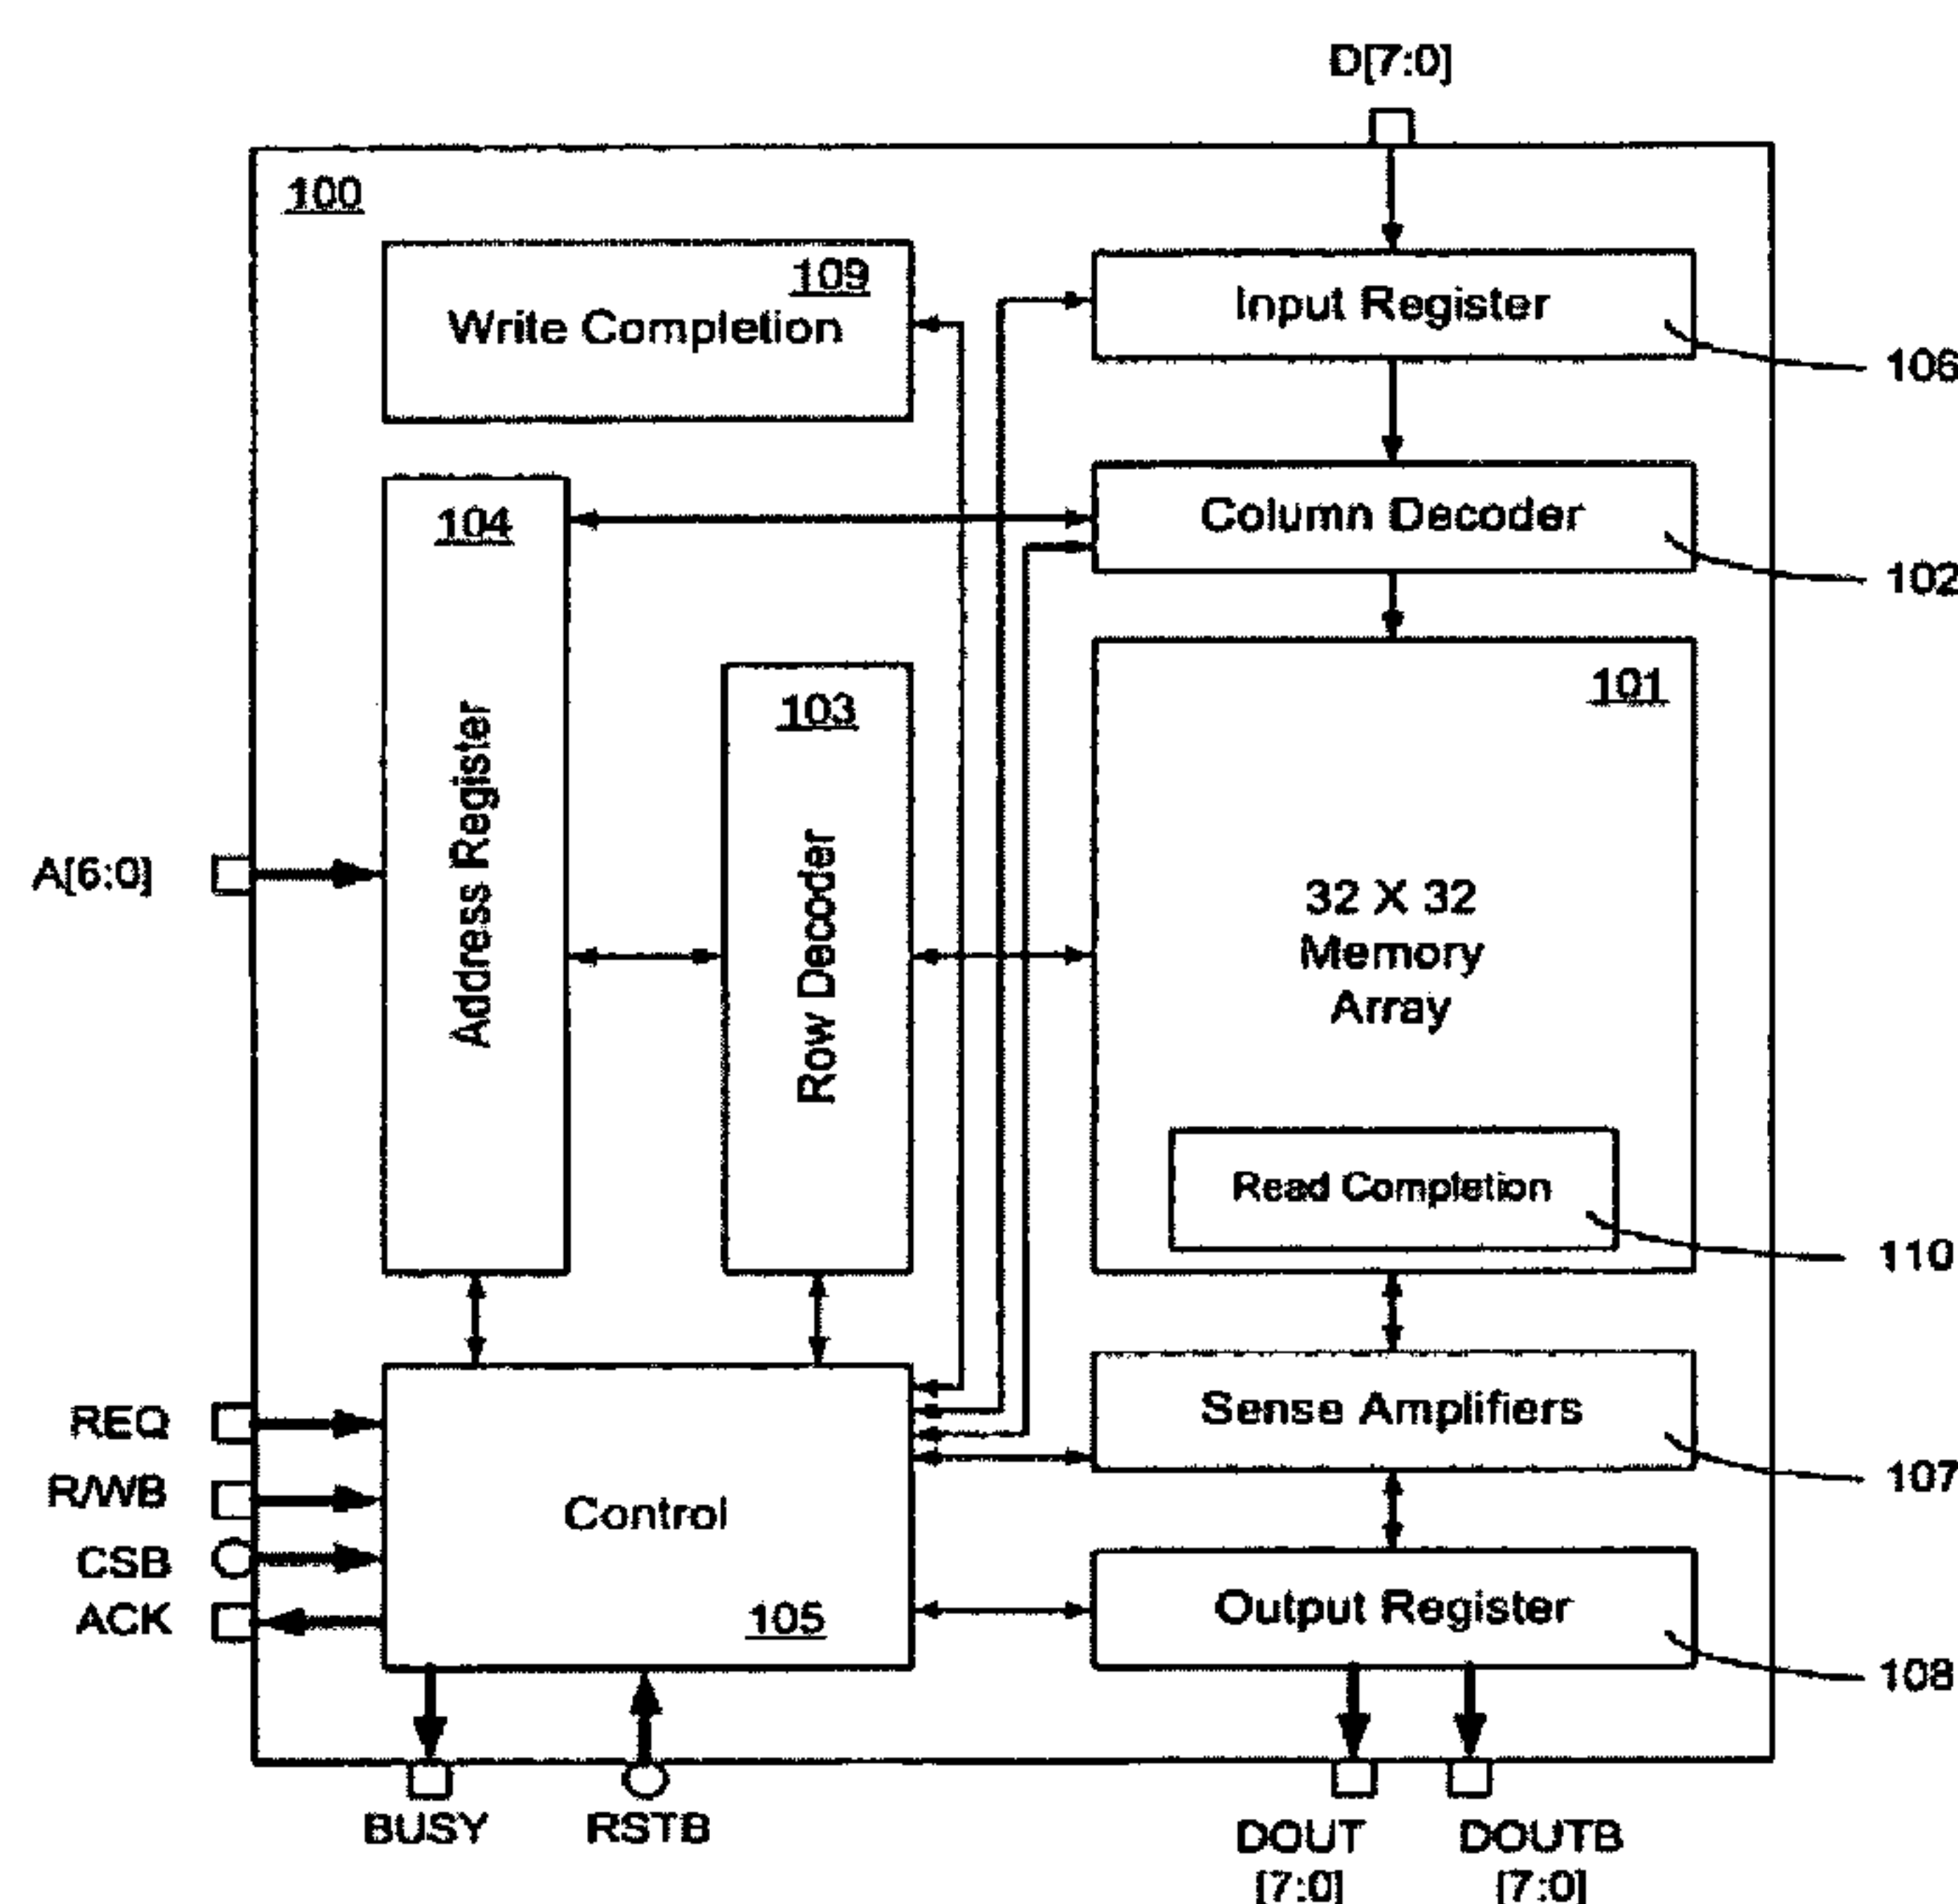 D[7:0]
100
109
Write Completion
Input Register
106
104
Column Decoder
102
Address Register
103
Row Decoder
101
32 X 32
Memory
Array
Read Completion
110
A[6:0]
REQ
R/WB
CSB
ACK
Control
105
Sense Amplifiers
107
Output Register
108
BUSY
RSTB
DOUT
[7:0]
DOUTB
[7:0]